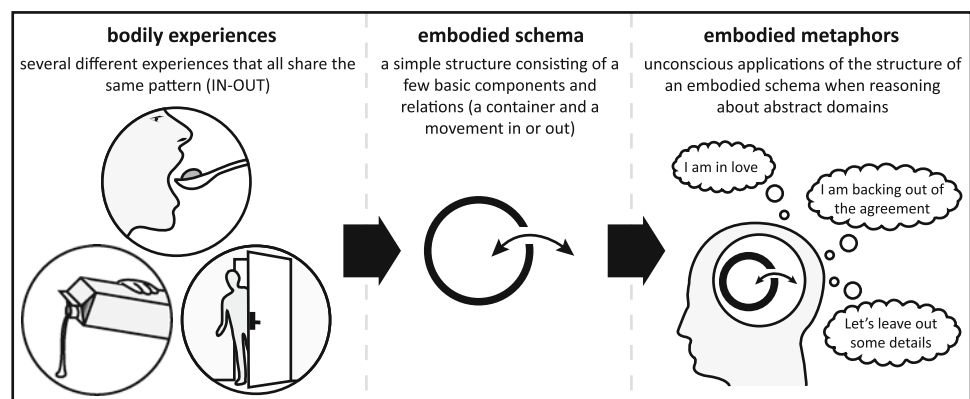 bodily experiences
several different experiences that all share the
same pattern (IN-OUT)
embodied schema
a simple structure consisting of a
few basic components and
relations (a container and a
movement in or out)
embodied metaphors
unconscious applications of the structure of
an embodied schema when reasoning
about abstract domains
I am in love
I am backing out of
the agreement
Let's leave out
some details